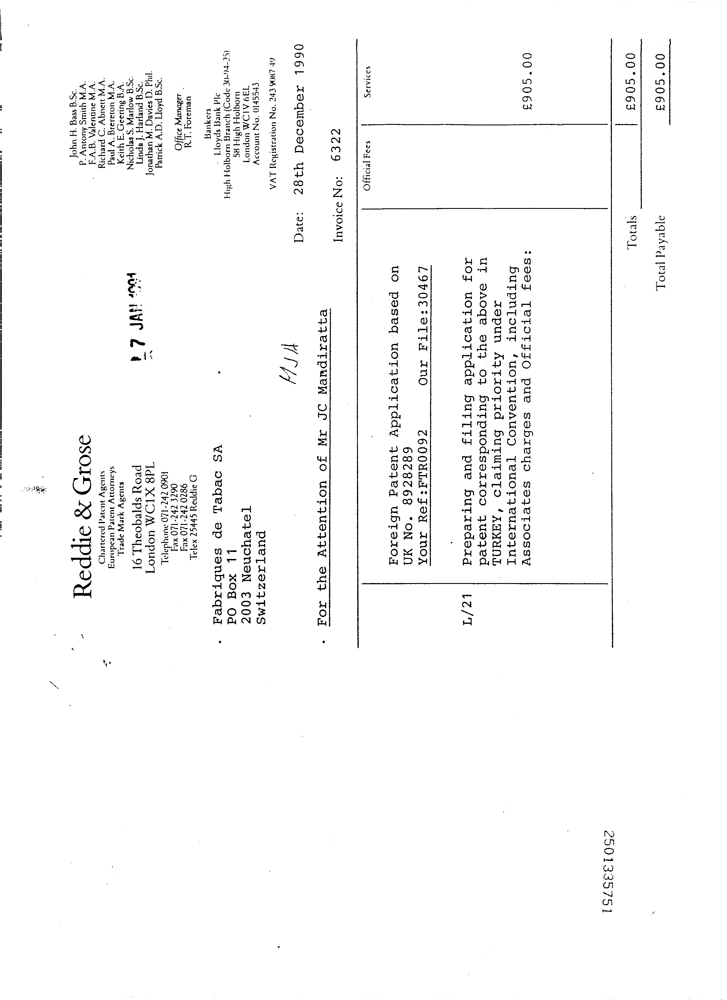 Reddie & Grose
Chartered Patent Agents
European Patent Attorneys
Trade Mark Agents
16 Theobalds Road
London WC1X 8PL
Telephone 071-242 0901
Fax 071-242 3290
Fax 071-242 0286
Telex 25445 Reddie G
7 JAN 1991
John H. Bass B.Sc.
P. Antony Smith M.A.
F.A.B. Valentine M.A.
Richard C. Abnett M.A.
Paul A. Brereton M.A.
Keith E. Geering B.A.
Nicholas S. Marlow B.Sc.
Linda J. Harland B.Sc.
Jonathan M. Davies D. Phil.
Patrick A.D. Lloyd B.Sc.
Office Manager
R.T. Foreman
Bankers
Lloyds Bank Plc
High Holborn Branch (Code 30-94-25)
58 High Holborn
London WC1V 6EL
Account No. 0145543
VAT Registration No. 243 9087 49
Fabriques de Tabac SA
PO Box 11
2003 Neuchatel
Switzerland
MJA
Date: 28th December 1990
For the Attention of Mr JC Mandiratta
Invoice No: 6322
Official Fees Services
Foreign Patent Application based on
UK No. 8928289
Your Ref:FTR0092 Our File:30467
L/21 Preparing and filing application for
patent corresponding to the above in
TURKEY, claiming priority under
International Convention, including
Associates charges and Official fees: £905.00
Totals £905.00
Total Payable £905.00
2501335751